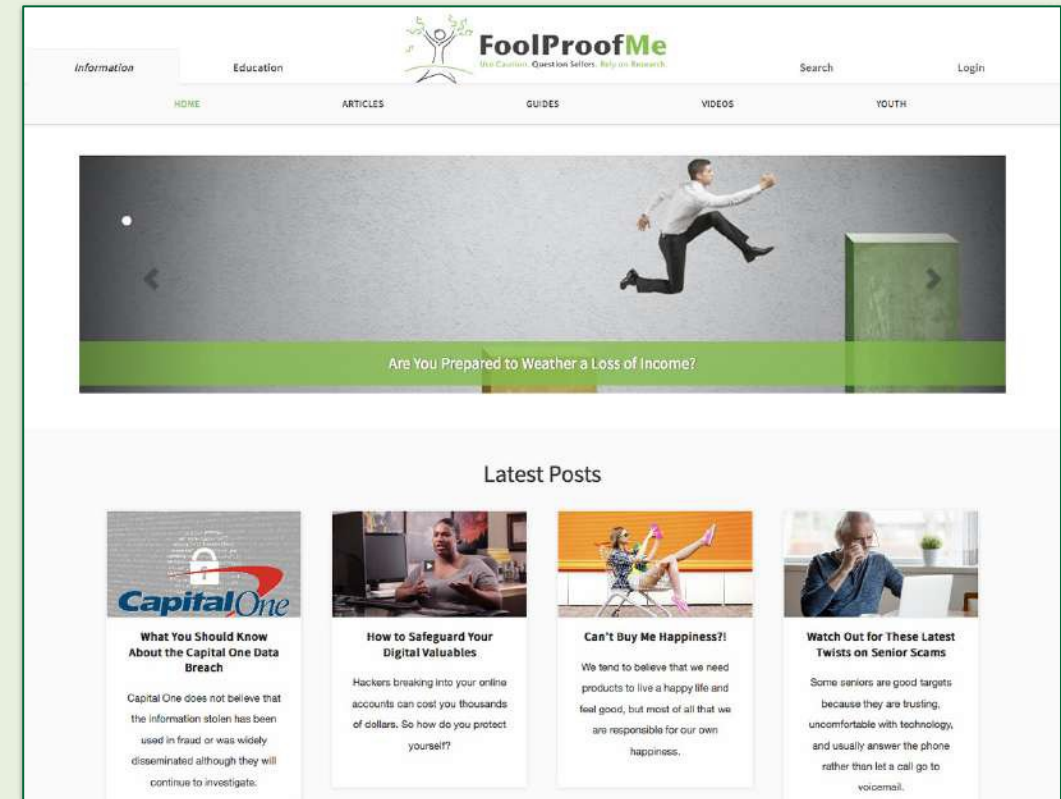 FoolProofMe
Use Caution. Question Sellers. Rely on Research.
Information
Education
Search
Login
HOME
ARTICLES
GUIDES
VIDEOS
YOUTH
Are You Prepared to Weather a Loss of Income?
Latest Posts
Capital One
What You Should Know
About the Capital One Data
Breach
Capital One does not believe that
the information stolen has been
used in fraud or was widely
disseminated although they will
continue to investigate.
How to Safeguard Your
Digital Valuables
Hackers breaking into your online
accounts can cost you thousands
of dollars. So how do you protect
yourself?
Can't Buy Me Happiness?!
We tend to believe that we need
products to live a happy life and
feel good, but most of all that we
are responsible for our own
happiness.
Watch Out for These Latest
Twists on Senior Scams
Some seniors are good targets
because they are trusting,
uncomfortable with technology,
and usually answer the phone
rather than let a call go to
voicemail.